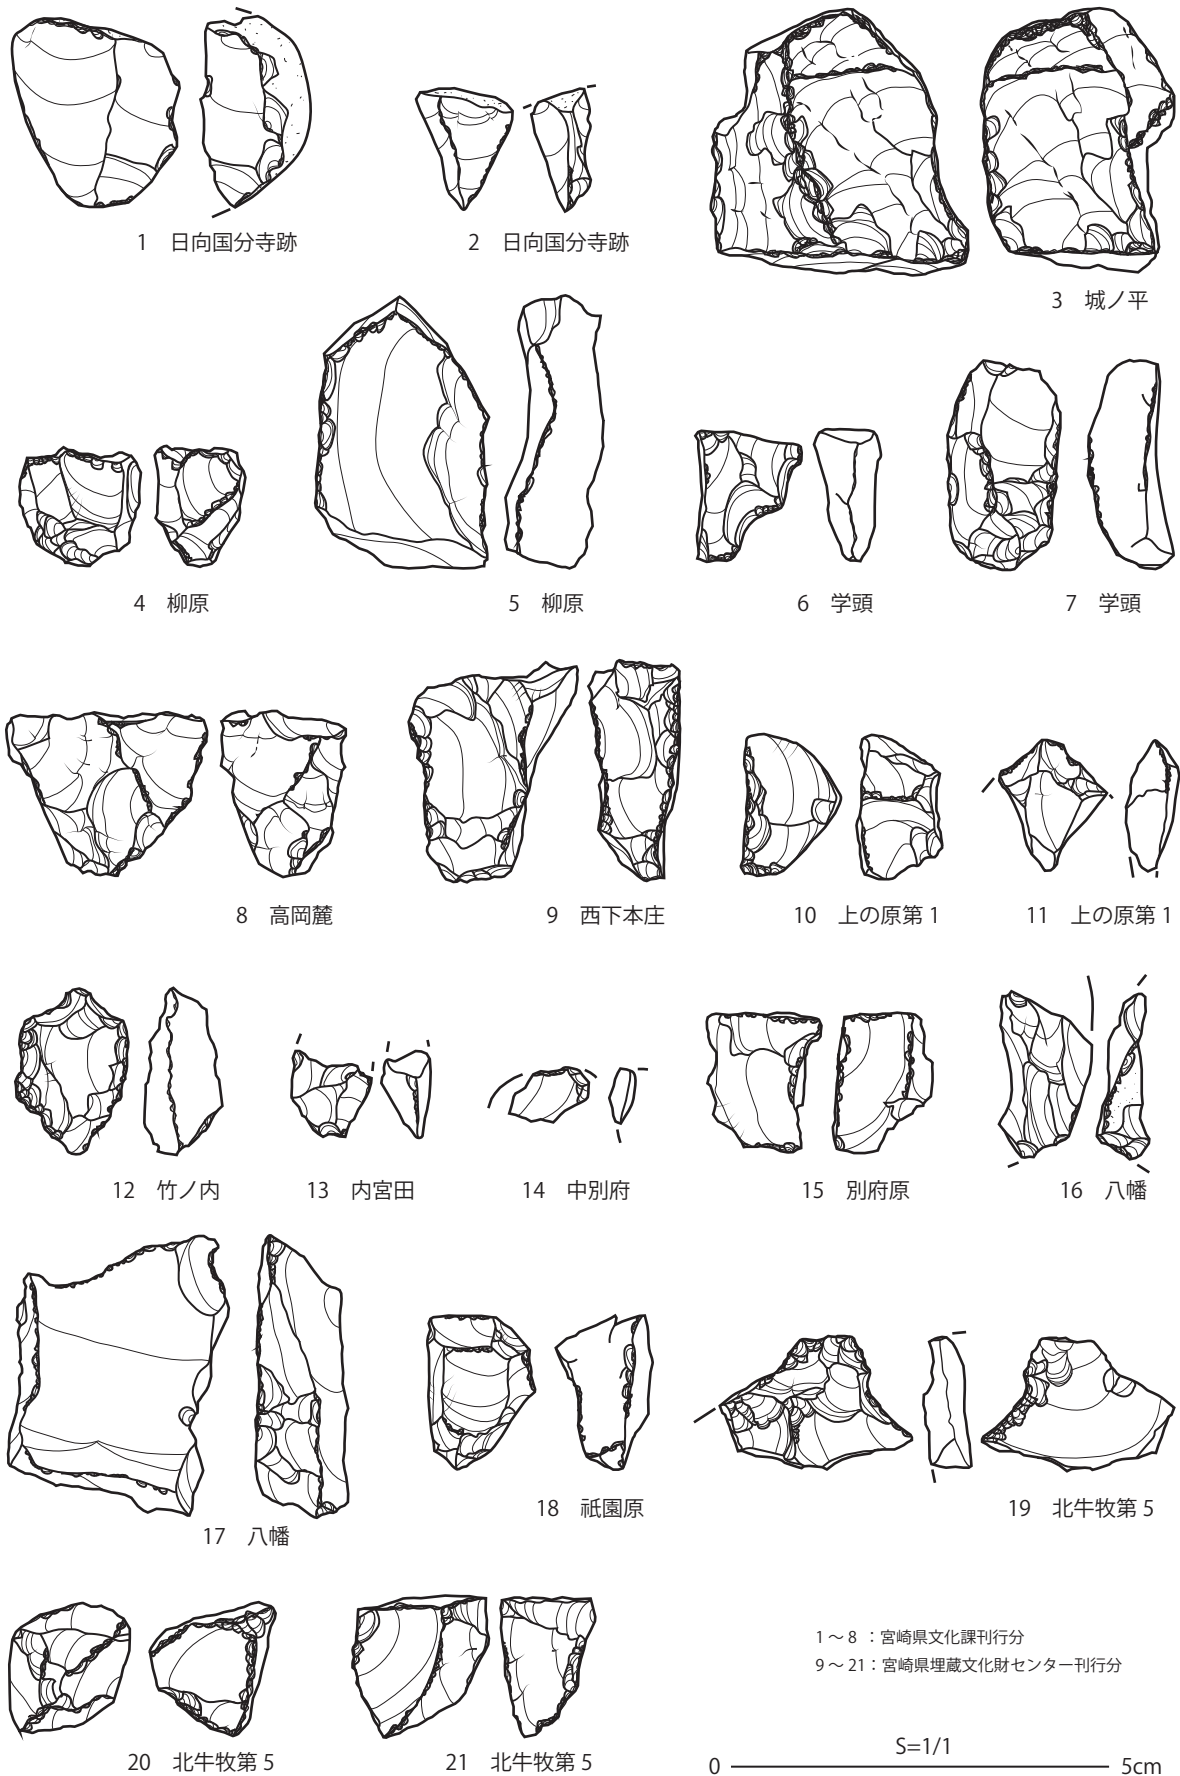 1　日向国分寺跡
2　日向国分寺跡
3　城ノ平
4　柳原
5　柳原
6　学頭
7　学頭
8　高岡麓
9　西下本庄
10　上の原第 1
11　上の原第 1
12　竹ノ内
13　内宮田
14　中別府
15　別府原
16　八幡
17　八幡
18　祇園原
19　北牛牧第 5
20　北牛牧第 5
21　北牛牧第 5
1～8 ：宮崎県文化課刊行分
9～21：宮崎県埋蔵文化財センター刊行分
S=1/1
0 5cm